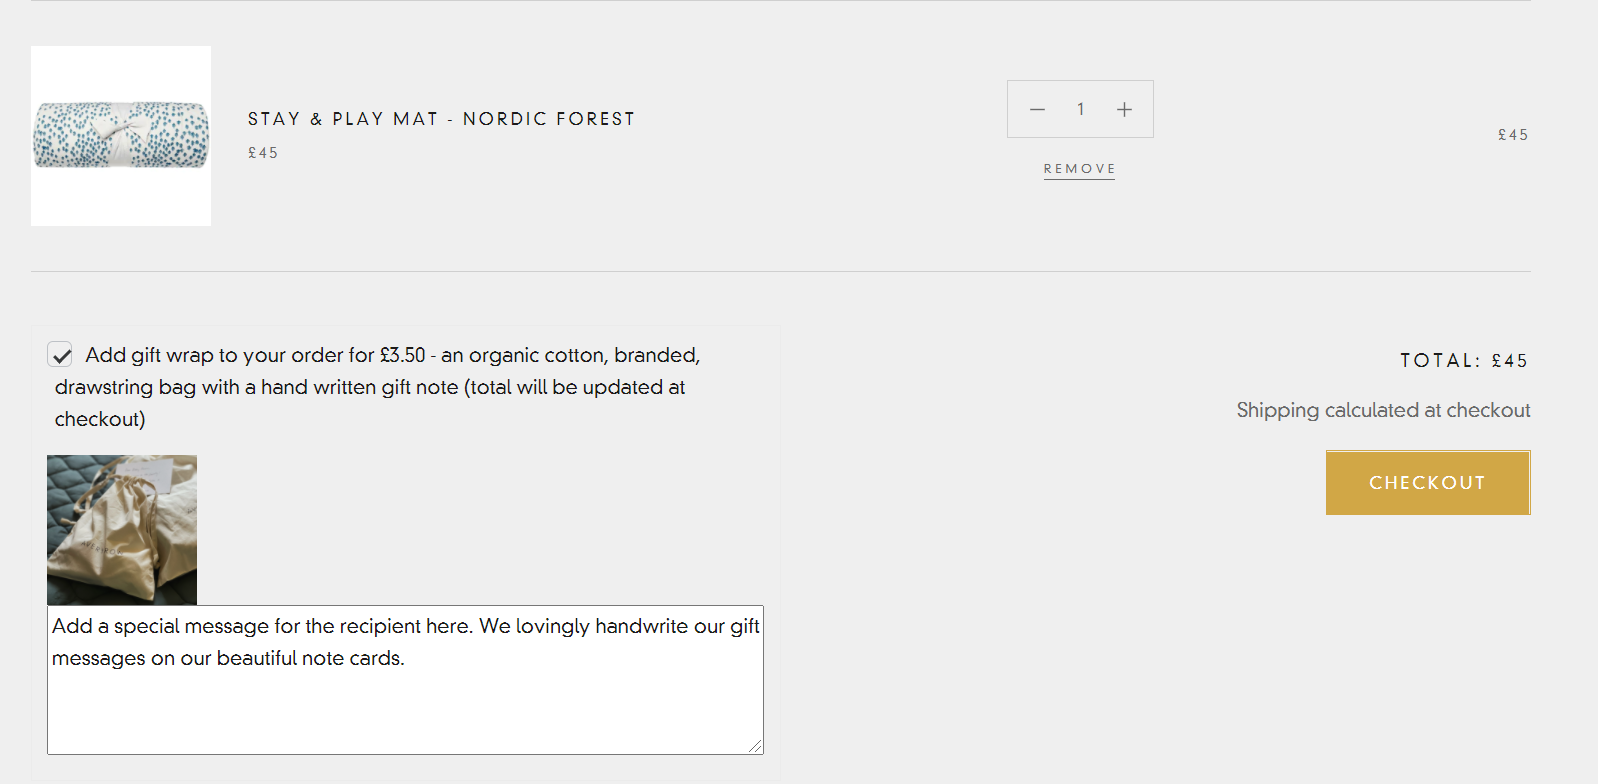 STAY & PLAY MAT - NORDIC FOREST
£45
1
REMOVE
£45
Add gift wrap to your order for £3.50 - an organic cotton, branded,
drawstring bag with a hand written gift note (total will be updated at
checkout)
TOTAL: £45
Shipping calculated at checkout
CHECKOUT
Add a special message for the recipient here. We lovingly handwrite our gift
messages on our beautiful note cards.